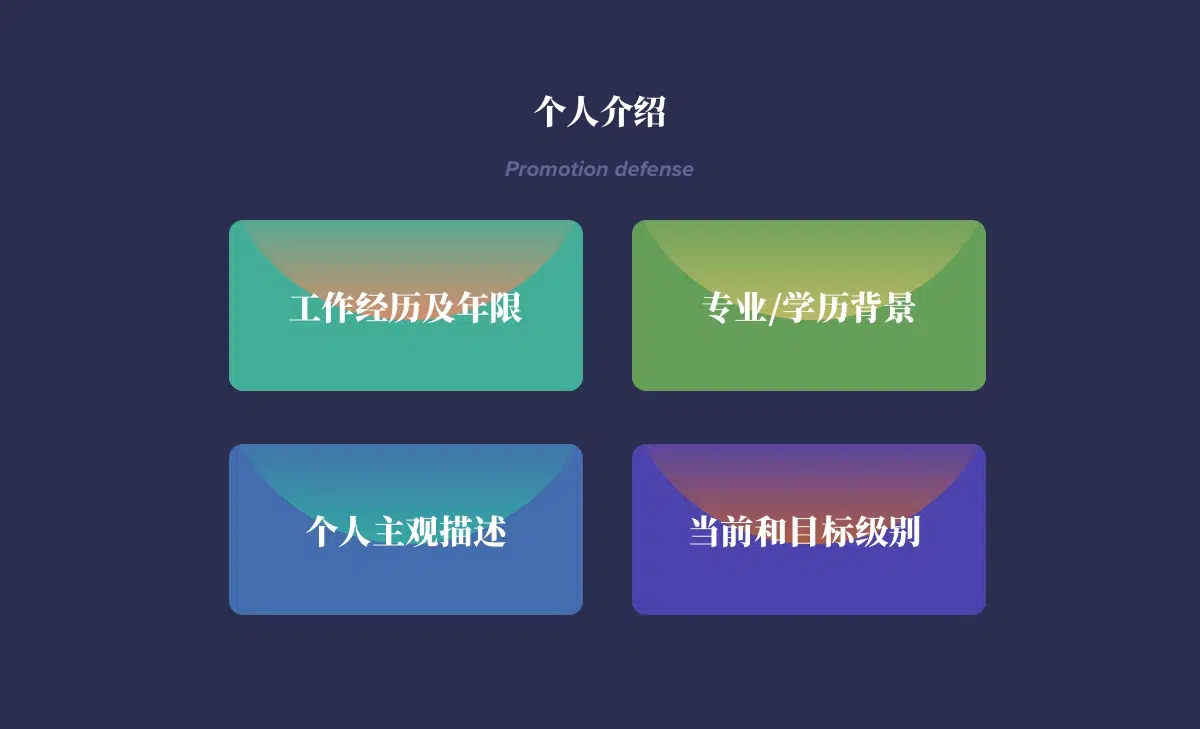 个人介绍
Promotion defense
工作经历及年限
专业/学历背景
个人主观描述
当前和目标级别